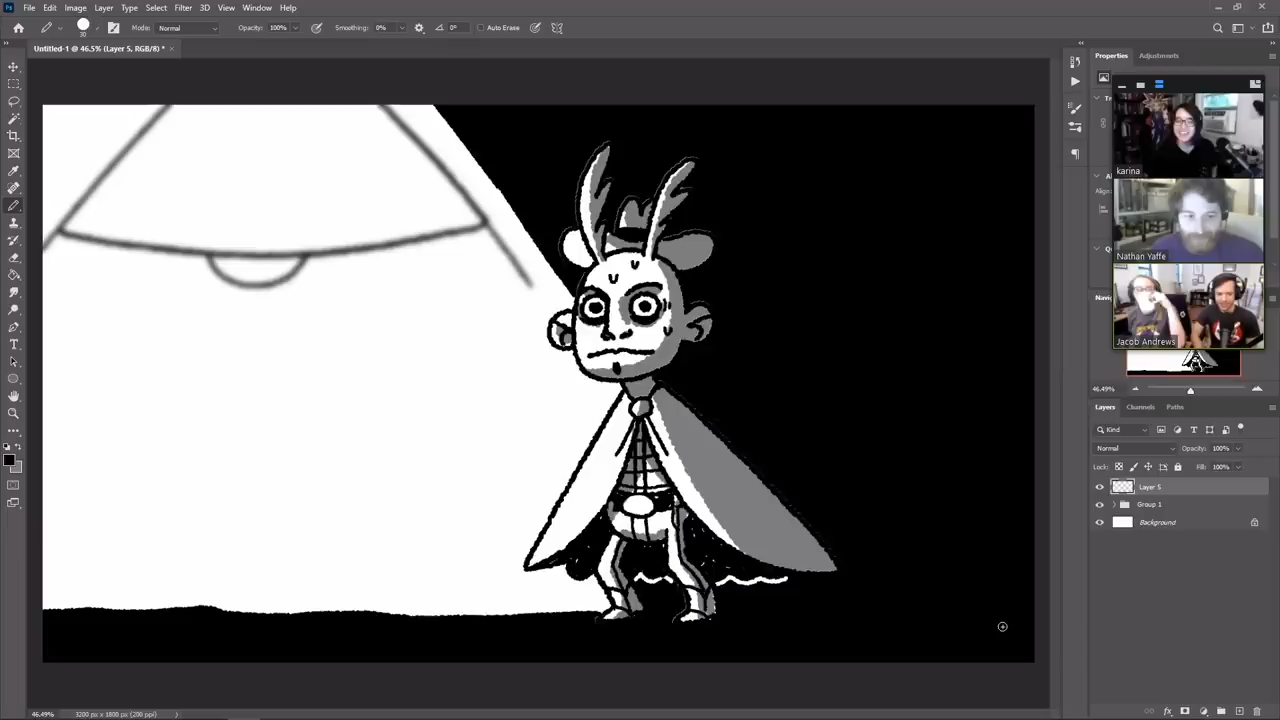 File Edit Image Layer Type Select Filter 3D View Window Help
30 Mode: Normal Opacity: 100% Smoothing: 0% 0° Auto Erase
Untitled-1 @ 46.5% (Layer 5, RGB/8) * ×
Properties Adjustments
karina
Nathan Yaffe
Jacob Andrews
46.49%
Layers Channels Paths
Kind
Normal Opacity: 100%
Lock: Fill: 100%
Layer 5
Group 1
Background
46.49% 3200 px x 1800 px (200 ppi)